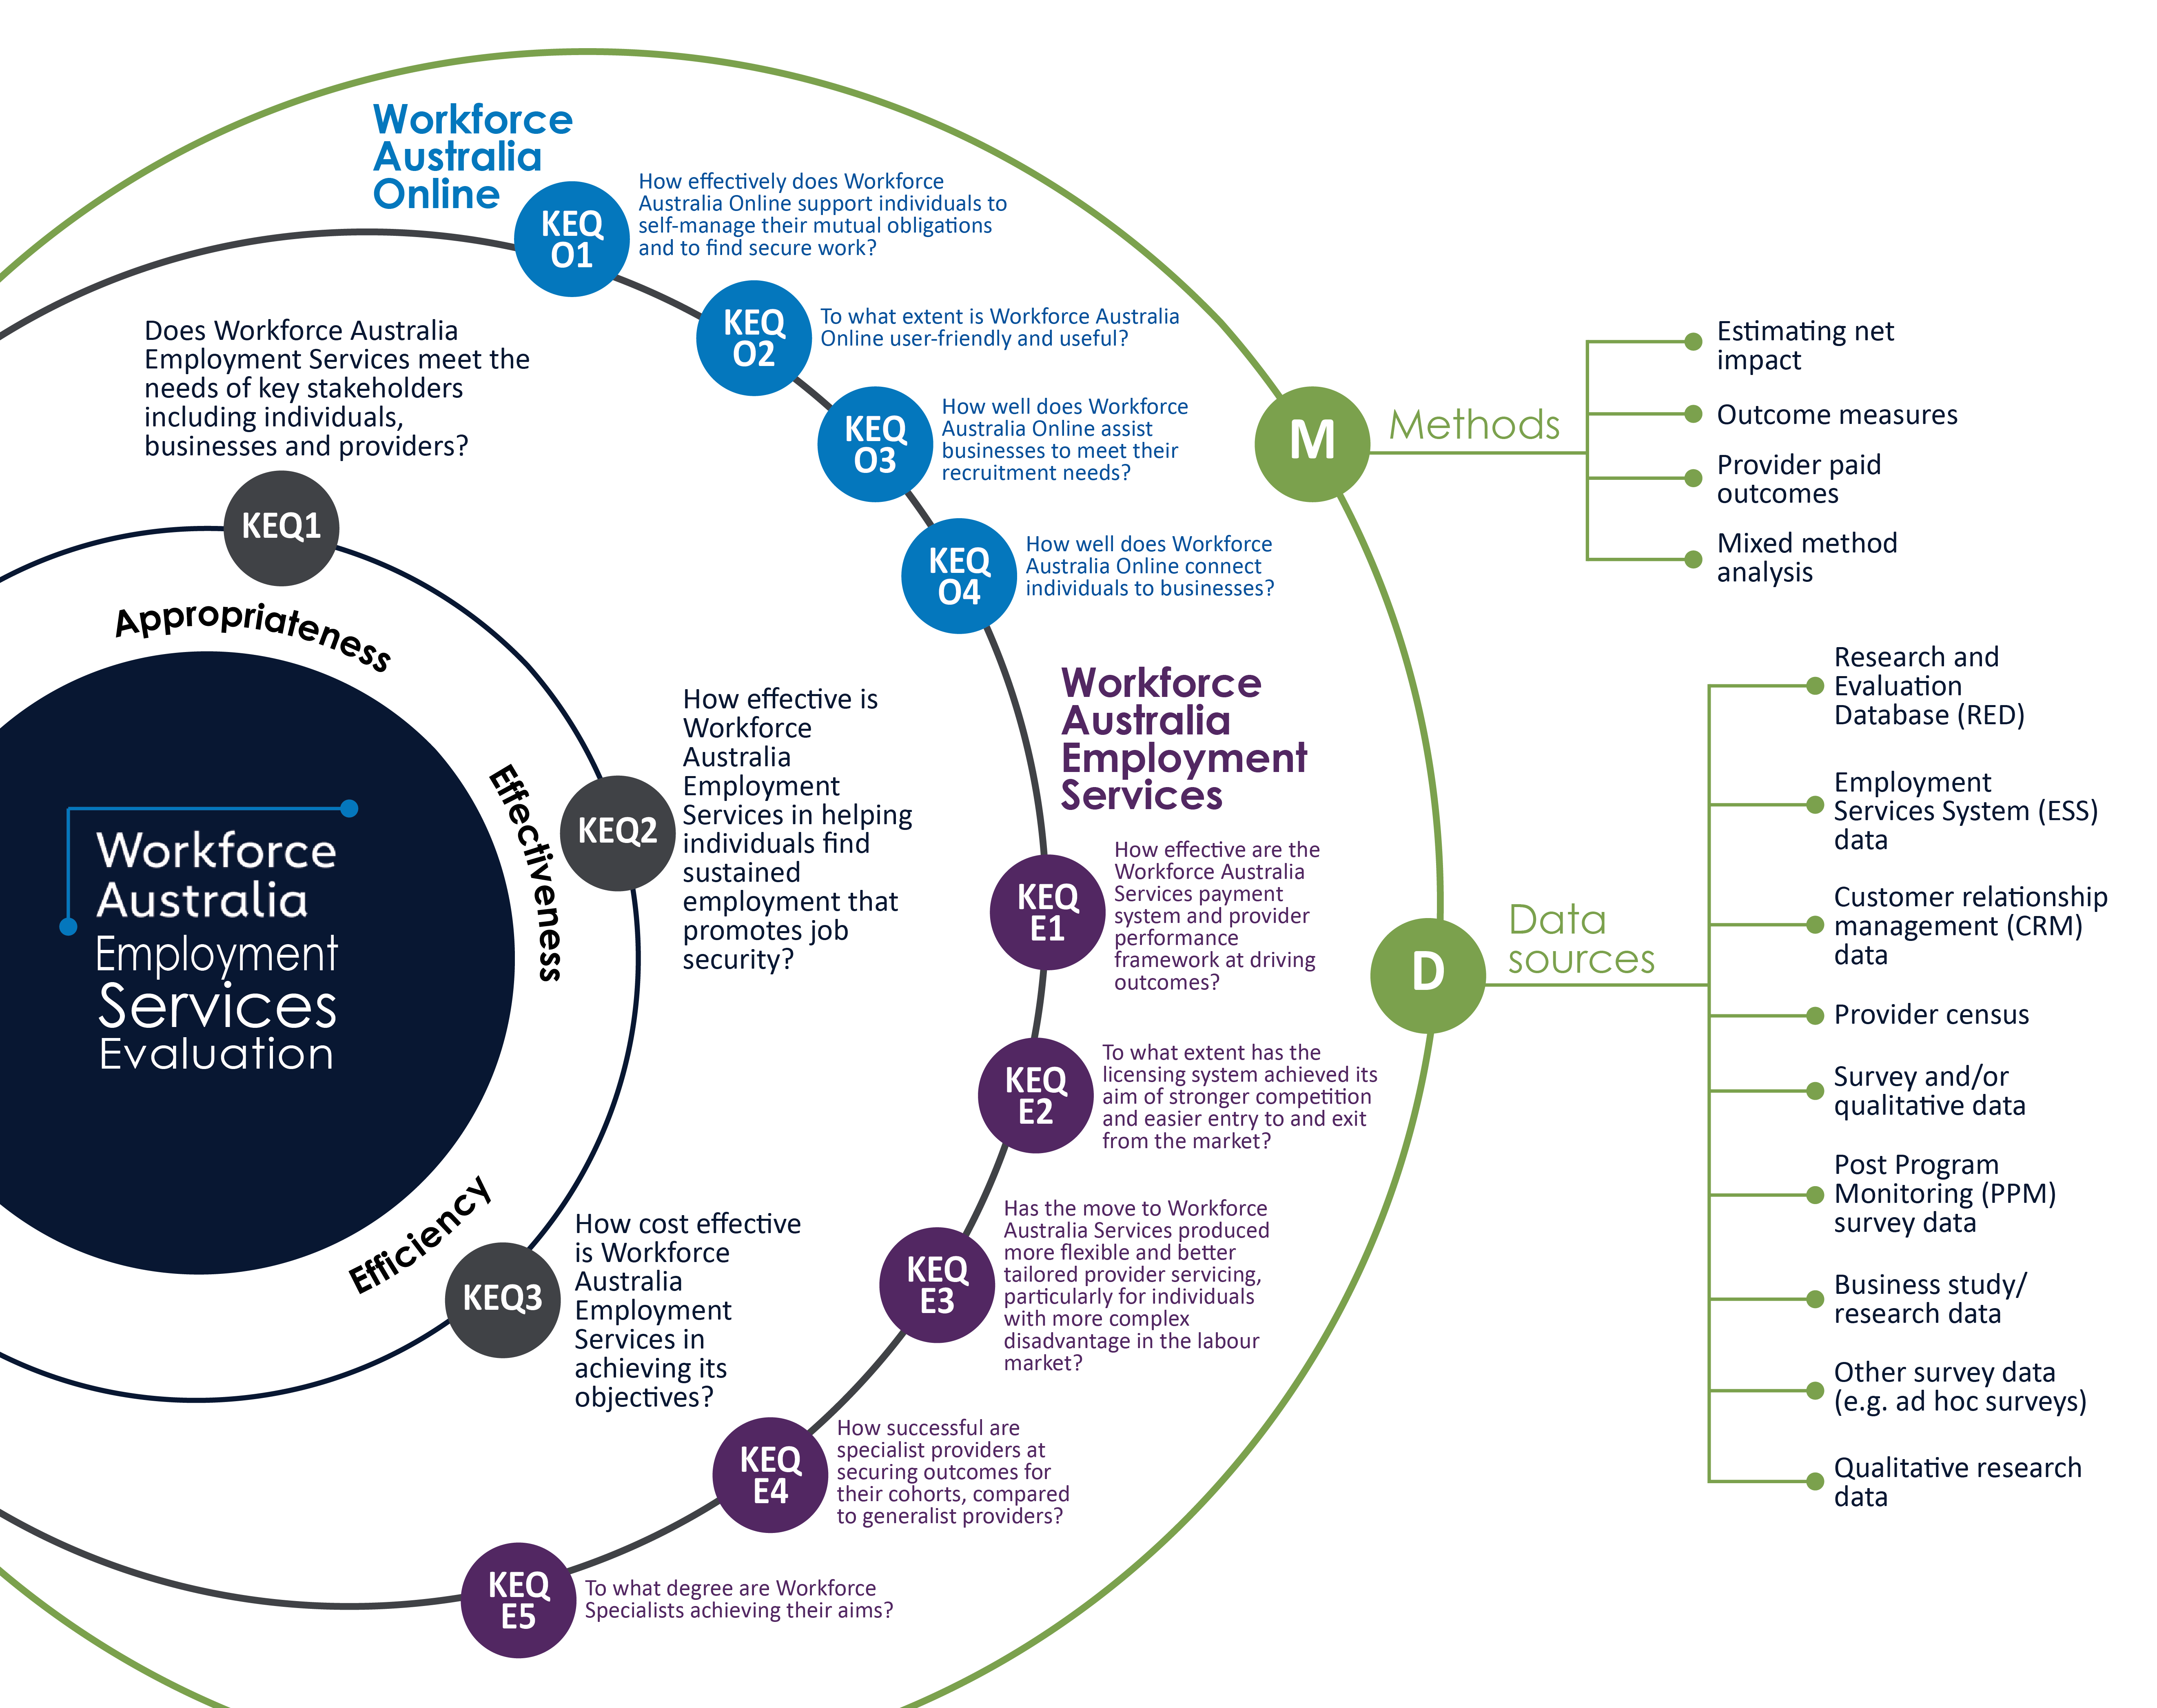 Workforce
Australia
Online
KEQ
O1
How effectively does Workforce
Australia Online support individuals to
self-manage their mutual obligations
and to find secure work?
KEQ
O2
To what extent is Workforce Australia
Online user-friendly and useful?
KEQ
O3
How well does Workforce
Australia Online assist
businesses to meet their
recruitment needs?
KEQ
O4
How well does Workforce
Australia Online connect
individuals to businesses?
Does Workforce Australia
Employment Services meet the
needs of key stakeholders
including individuals,
businesses and providers?
KEQ1
Appropriateness
Effectiveness
KEQ2
How effective is
Workforce
Australia
Employment
Services in helping
individuals find
sustained
employment that
promotes job
security?
Workforce
Australia
Employment
Services
Evaluation
Efficiency
KEQ3
How cost effective
is Workforce
Australia
Employment
Services in
achieving its
objectives?
Workforce
Australia
Employment
Services
KEQ
E1
How effective are the
Workforce Australia
Services payment
system and provider
performance
framework at driving
outcomes?
KEQ
E2
To what extent has the
licensing system achieved its
aim of stronger competition
and easier entry to and exit
from the market?
KEQ
E3
Has the move to Workforce
Australia Services produced
more flexible and better
tailored provider servicing,
particularly for individuals
with more complex
disadvantage in the labour
market?
KEQ
E4
How successful are
specialist providers at
securing outcomes for
their cohorts, compared
to generalist providers?
KEQ
E5
To what degree are Workforce
Specialists achieving their aims?
M
Methods
Estimating net
impact
Outcome measures
Provider paid
outcomes
Mixed method
analysis
D
Data
sources
Research and
Evaluation
Database (RED)
Employment
Services System (ESS)
data
Customer relationship
management (CRM)
data
Provider census
Survey and/or
qualitative data
Post Program
Monitoring (PPM)
survey data
Business study/
research data
Other survey data
(e.g. ad hoc surveys)
Qualitative research
data